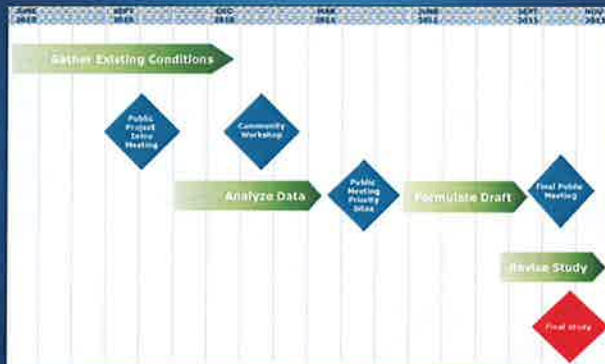 JUNE SEPT DEC MAR JUNE SEPT NOV
2010 2010 2010 2011 2011 2011 2011
Gather Existing Conditions
Public
Project
Intro
Meeting
Community
Workshop
Analyze Data
Public
Meeting
Priority
Sites
Formulate Draft
Final Public
Meeting
Revise Study
Final Study